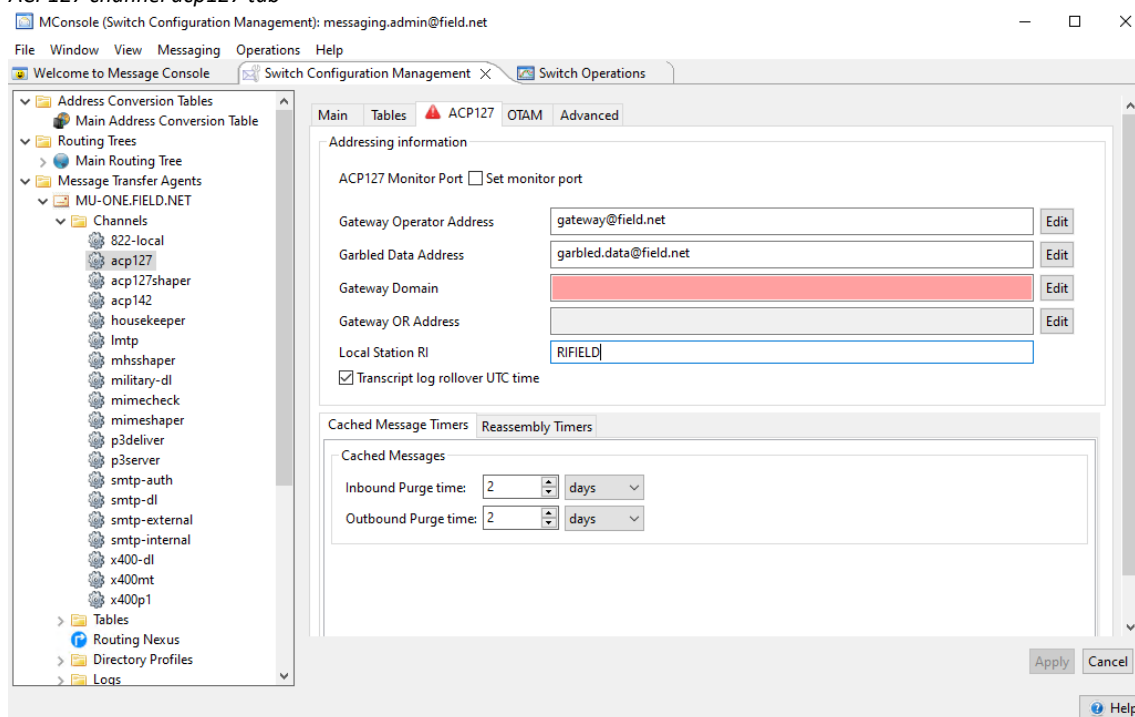 ACP127 channel acp127 tab
MConsole (Switch Configuration Management): messaging.admin@field.net
File Window View Messaging Operations Help
Welcome to Message Console Switch Configuration Management Switch Operations
Address Conversion Tables
Main Address Conversion Table
Routing Trees
Main Routing Tree
Message Transfer Agents
MU-ONE.FIELD.NET
Channels
822-local
acp127
acp127shaper
acp142
housekeeper
lmtp
mhsshaper
military-dl
mimecheck
mimeshaper
p3deliver
p3server
smtp-auth
smtp-dl
smtp-external
smtp-internal
x400-dl
x400mt
x400p1
Tables
Routing Nexus
Directory Profiles
Logs
Main Tables ACP127 OTAM Advanced
Addressing information
ACP127 Monitor Port Set monitor port
Gateway Operator Address gateway@field.net Edit
Garbled Data Address garbled.data@field.net Edit
Gateway Domain Edit
Gateway OR Address Edit
Local Station RI RIFIELD
Transcript log rollover UTC time
Cached Message Timers Reassembly Timers
Cached Messages
Inbound Purge time: 2 days
Outbound Purge time: 2 days
Apply Cancel
Help